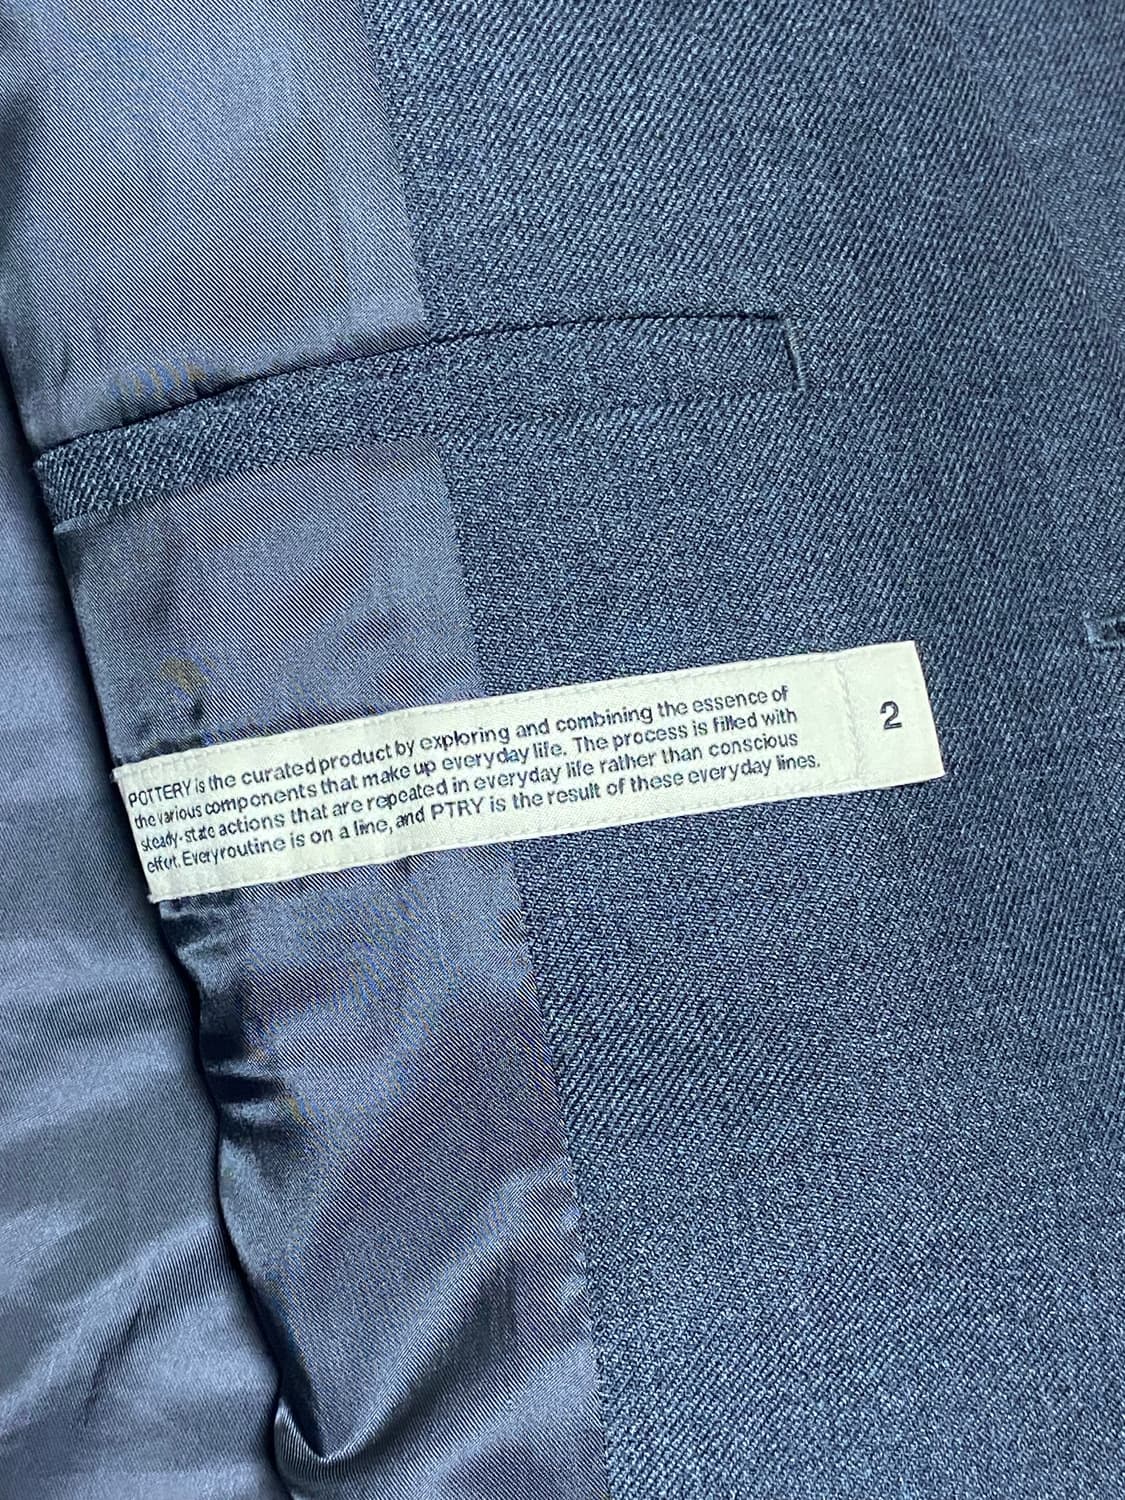 POTTERY is the curated product by exploring and combining the essence of
the various components that make up everyday life. The process is filled with
steady-state actions that are repeated in everyday life rather than conscious
effort. Every routine is on a line, and PTRY is the result of these everyday lines.
2